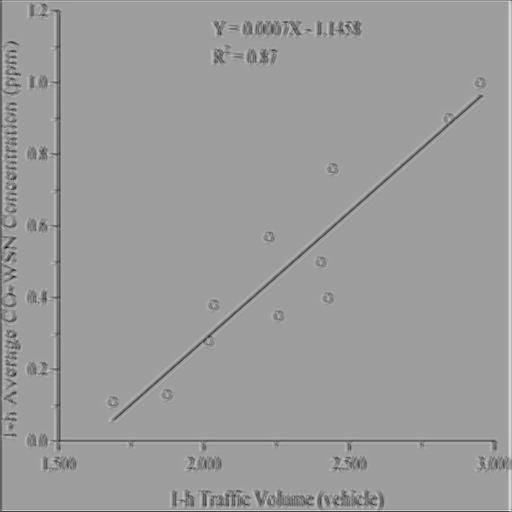 1.2
Y = 0.0007X - 1.1458
R² = 0.87
1.0
0.8
0.6
0.4
0.2
0.0
1-h Average CO-WSN Concentration (ppm)
1,500
2,000
2,500
3,000
1-h Traffic Volume (vehicle)